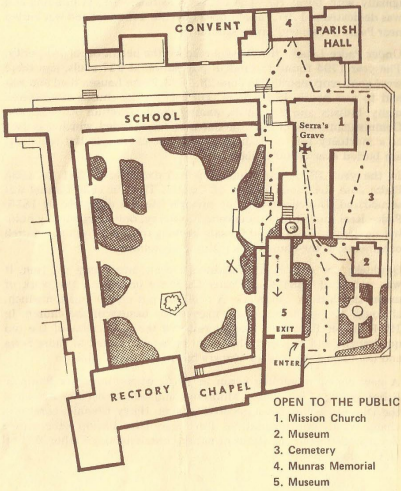 CONVENT
4
PARISH
HALL
SCHOOL
Serra's
Grave
1
3
2
5
EXIT
ENTER
RECTORY
CHAPEL
OPEN TO THE PUBLIC
1. Mission Church
2. Museum
3. Cemetery
4. Munras Memorial
5. Museum